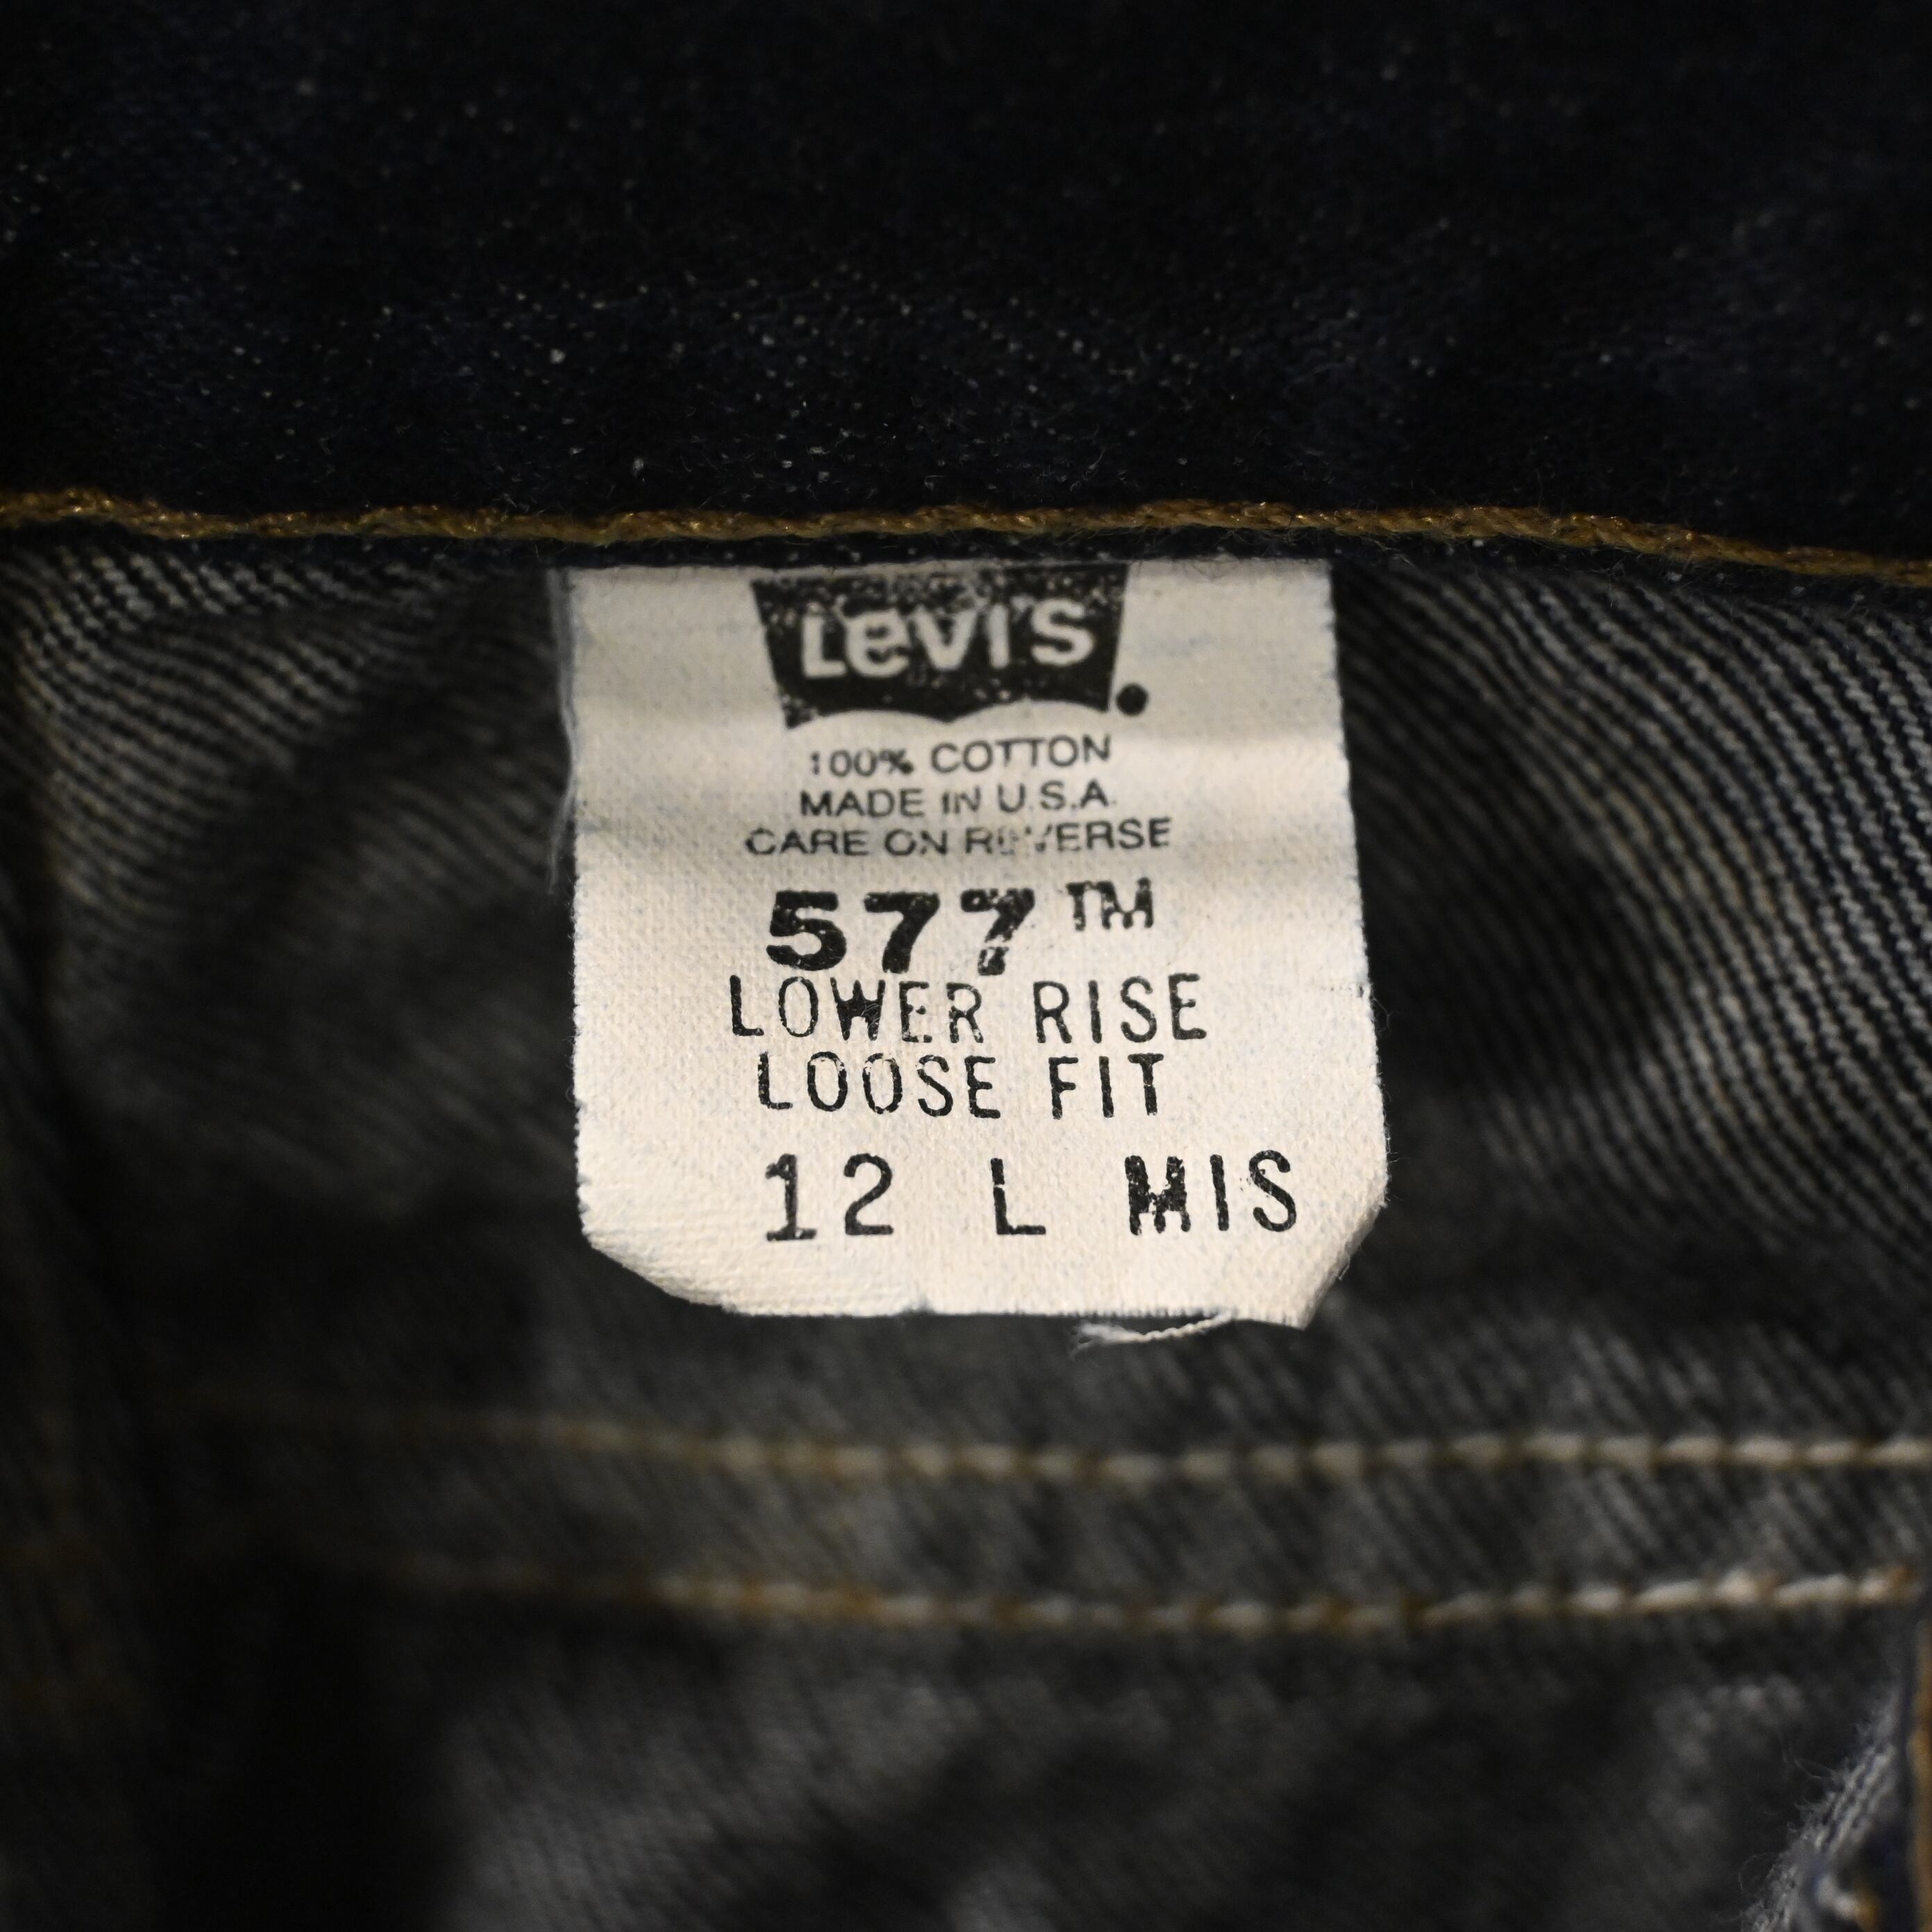 Levi's
100% COTTON
MADE IN U.S.A.
CARE ON REVERSE
577™
LOWER RISE
LOOSE FIT
12 L MIS